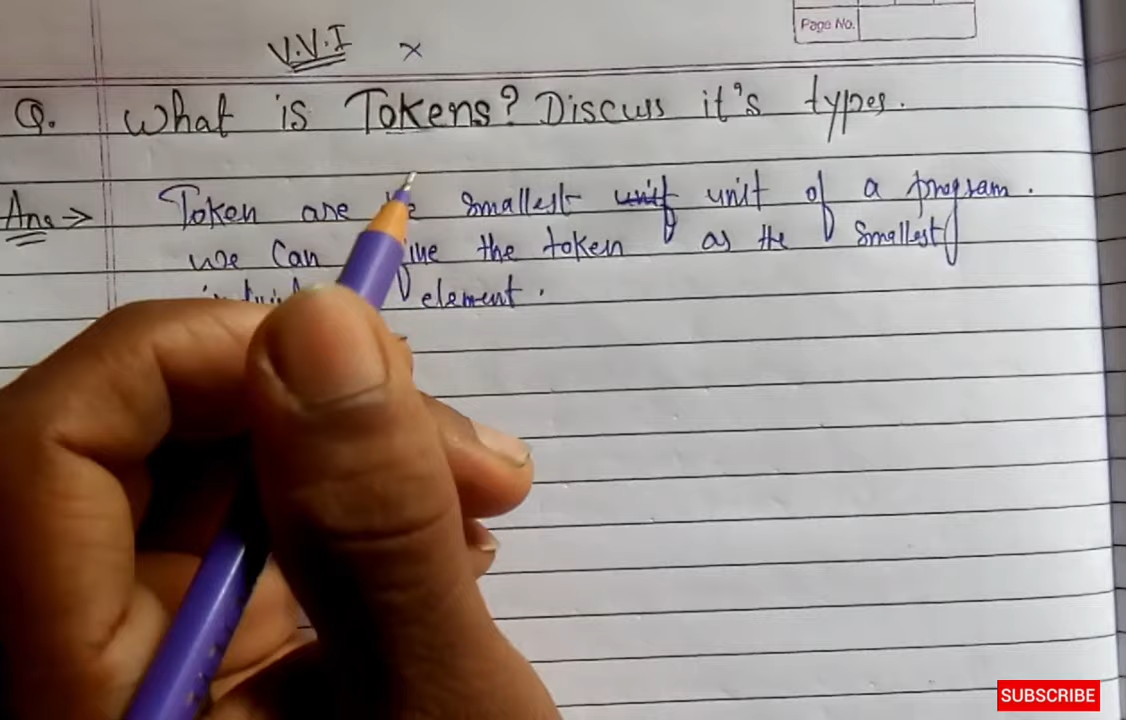 Page No.
V.V.I ×
Q. What is Tokens? Discuss it's types.
Ans → Token are smallest unit unit of a program.
we can the token as the smallest
element.
SUBSCRIBE